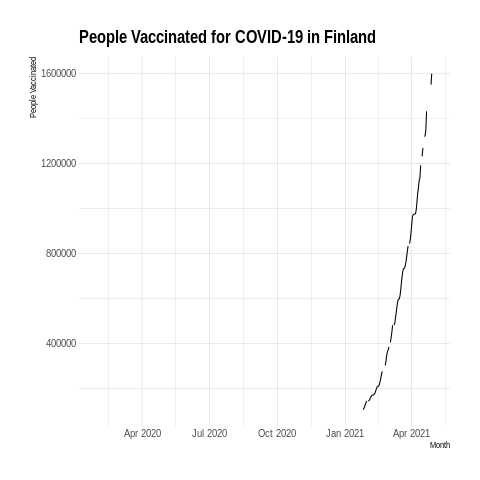 People Vaccinated for COVID-19 in Finland
People Vaccinated
1600000
1200000
800000
400000
Apr 2020 Jul 2020 Oct 2020 Jan 2021 Apr 2021
Month